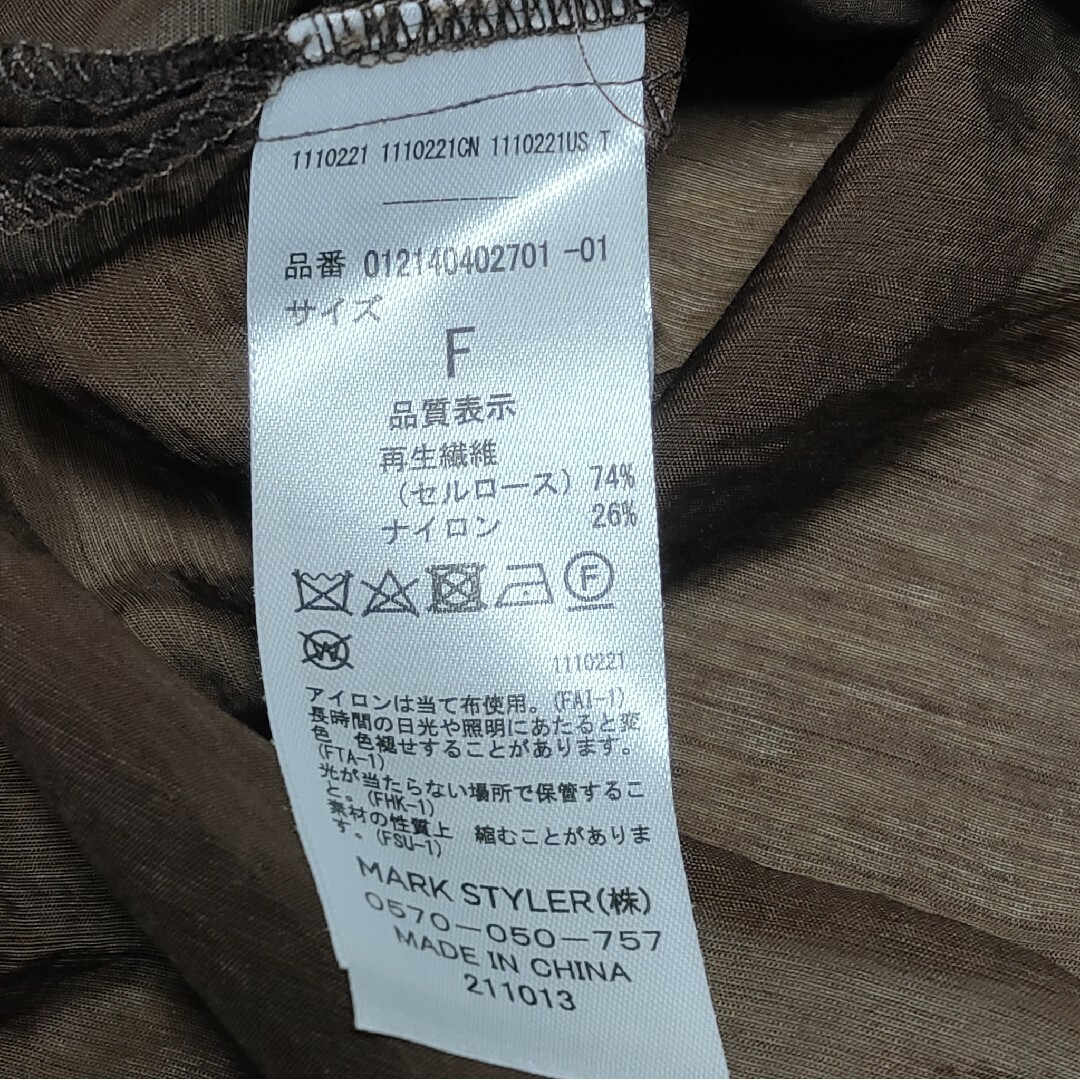 1110221 1110221CN 1110221US T
品番 012140402701 -01
サイズ
F
品質表示
再生繊維
(セルロース) 74%
ナイロン 26%
F
W
1110221
アイロンは当て布使用。(FAI-1)
長時間の日光や照明にあたると変
色 色褪せすることがあります。
(FTA-1)
光が当たらない場所で保管するこ
と。(FHK-1)
素材の性質上 縮むことがありま
す。(FSU-1)
MARK STYLER(株)
0570-050-757
MADE IN CHINA
211013